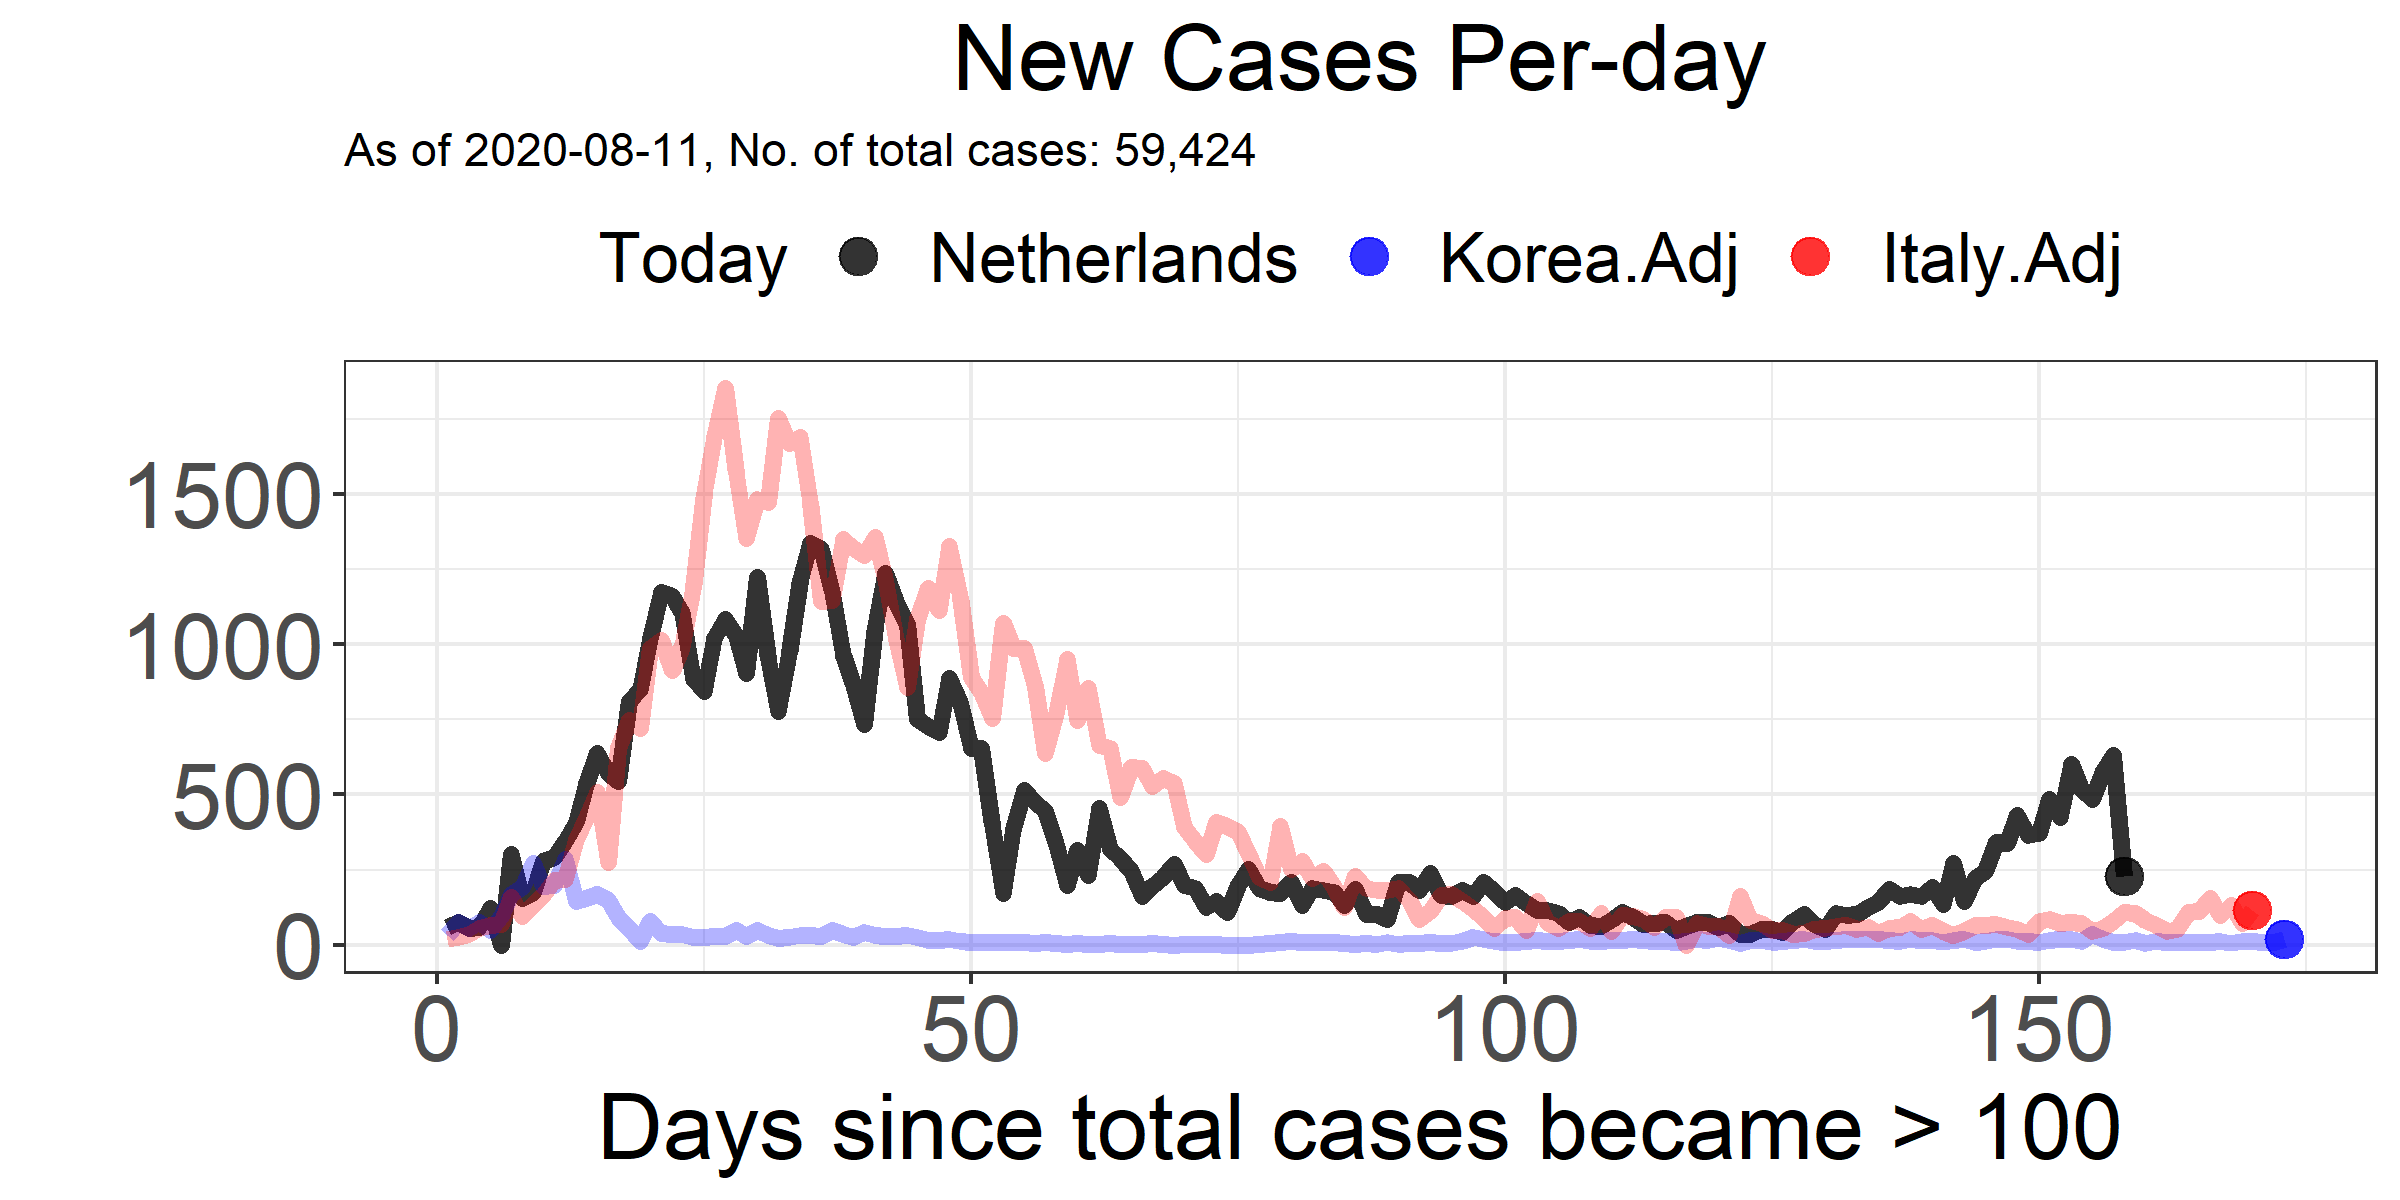 New Cases Per-day
As of 2020-08-11, No. of total cases: 59,424
Today Netherlands Korea.Adj Italy.Adj
1500
1000
500
0
0 50 100 150
Days since total cases became > 100